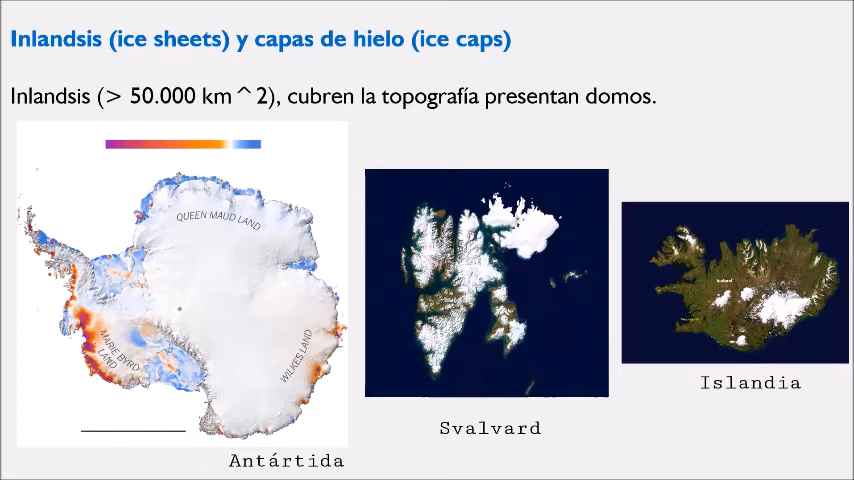 Inlandsis (ice sheets) y capas de hielo (ice caps)
Inlandsis (> 50.000 km^2), cubren la topografía presentan domos.
QUEEN MAUD LAND
MARIE BYRD
LAND
WILKES LAND
Iceland
Antártida
Svalvard
Islandia